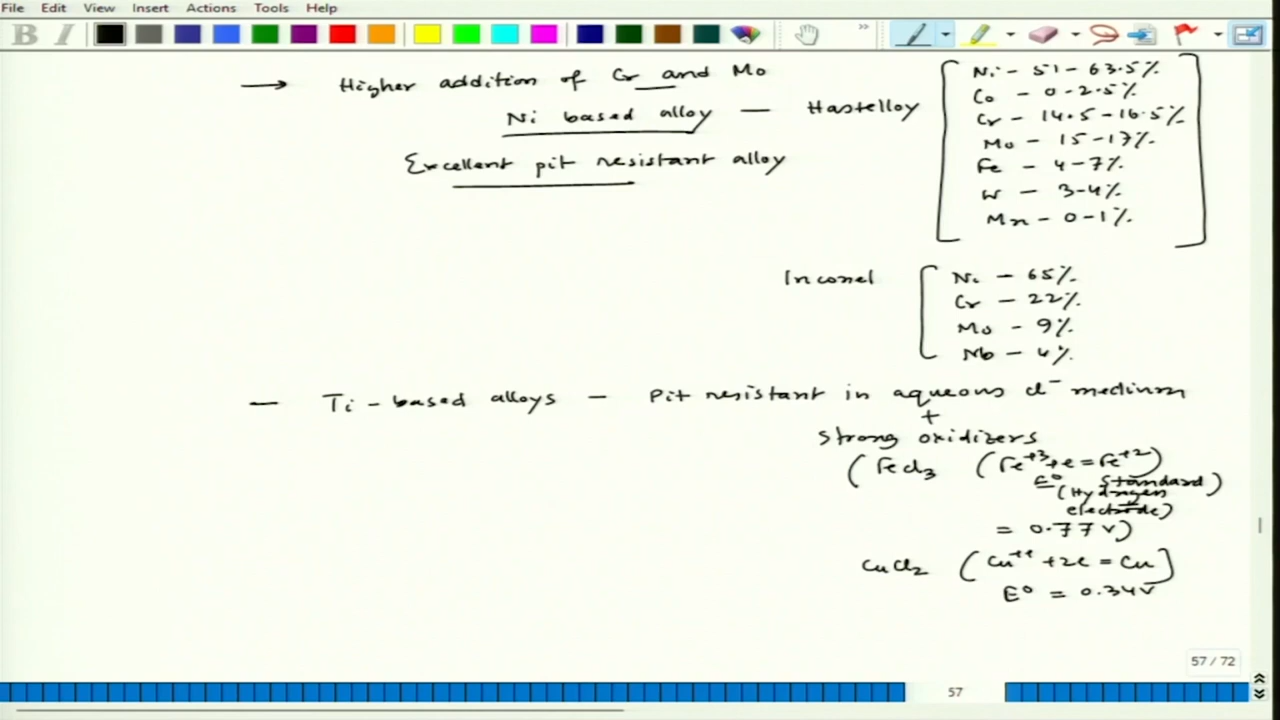 File Edit View Insert Actions Tools Help
B I
→ Higher addition of Cr and Mo
Ni based alloy — Hastelloy
Excellent pit resistant alloy
Ni - 51 - 63.5%
Co - 0-2.5%
Cr - 14.5 - 16.5%
Mo - 15-17%
Fe - 4-7%
W - 3-4%
Mn - 0-1%
Inconel
Ni - 65%
Cr - 22%
Mo - 9%
Nb - 4%
— Ti-based alloys — Pit resistant in aqueous Cl⁻ medium
+
Strong oxidizers
(FeCl3 (Fe+3+e=Fe+2)
E° Standard)
(Hydrogen
electrode)
= 0.77 V)
CuCl2 (Cu++ +2e = Cu)
E° = 0.34V
57 / 72
57